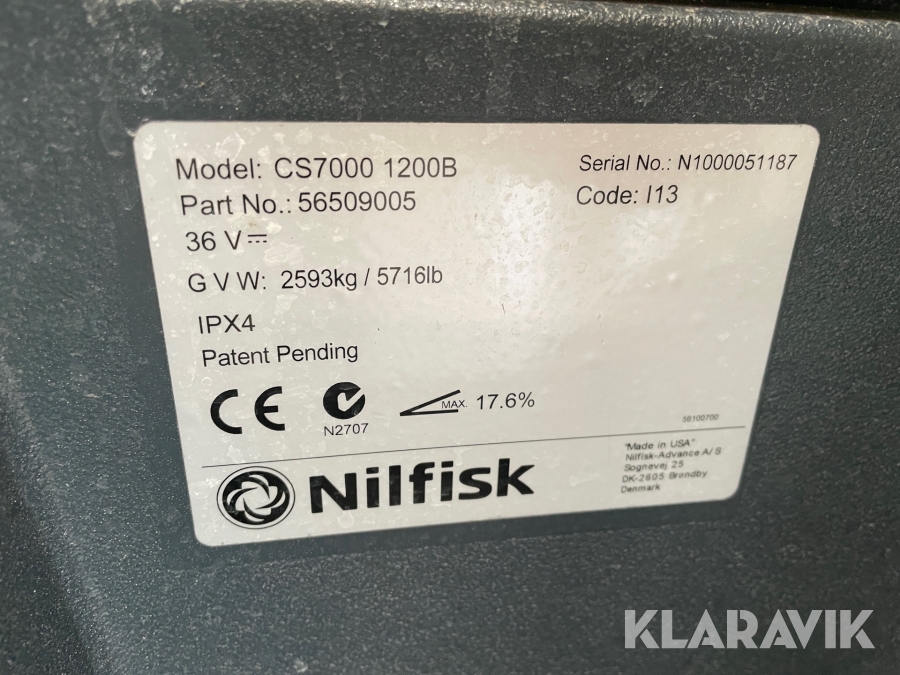 Model: CS7000 1200B
Serial No.: N1000051187
Part No.: 56509005
Code: I13
36 V
G V W: 2593kg / 5716lb
IPX4
Patent Pending
CE
N2707
MAX. 17.6%
56100700
"Made in USA"
Nilfisk-Advance A/S
Sognevej 25
DK-2605 Brøndby
Denmark
Nilfisk
KLARAVIK